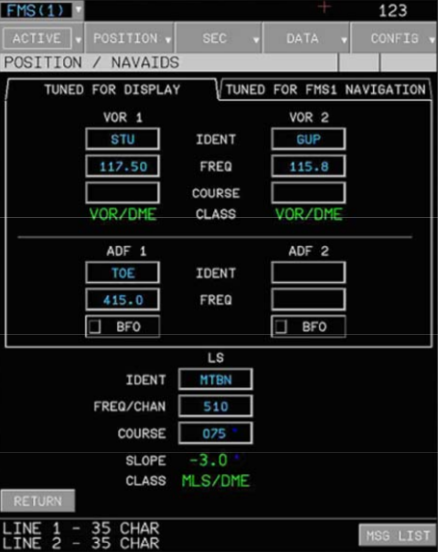 FMS(1) 123
ACTIVE POSITION SEC DATA CONFIG
POSITION / NAVAIDS
TUNED FOR DISPLAY TUNED FOR FMS1 NAVIGATION
VOR 1 VOR 2
STU IDENT GUP
117.50 FREQ 115.8
COURSE
VOR/DME CLASS VOR/DME
ADF 1 ADF 2
TOE IDENT
415.0 FREQ
BFO BFO
LS
IDENT MTBN
FREQ/CHAN 510
COURSE 075 °
SLOPE -3.0 °
CLASS MLS/DME
RETURN
LINE 1 - 35 CHAR
LINE 2 - 35 CHAR MSG LIST